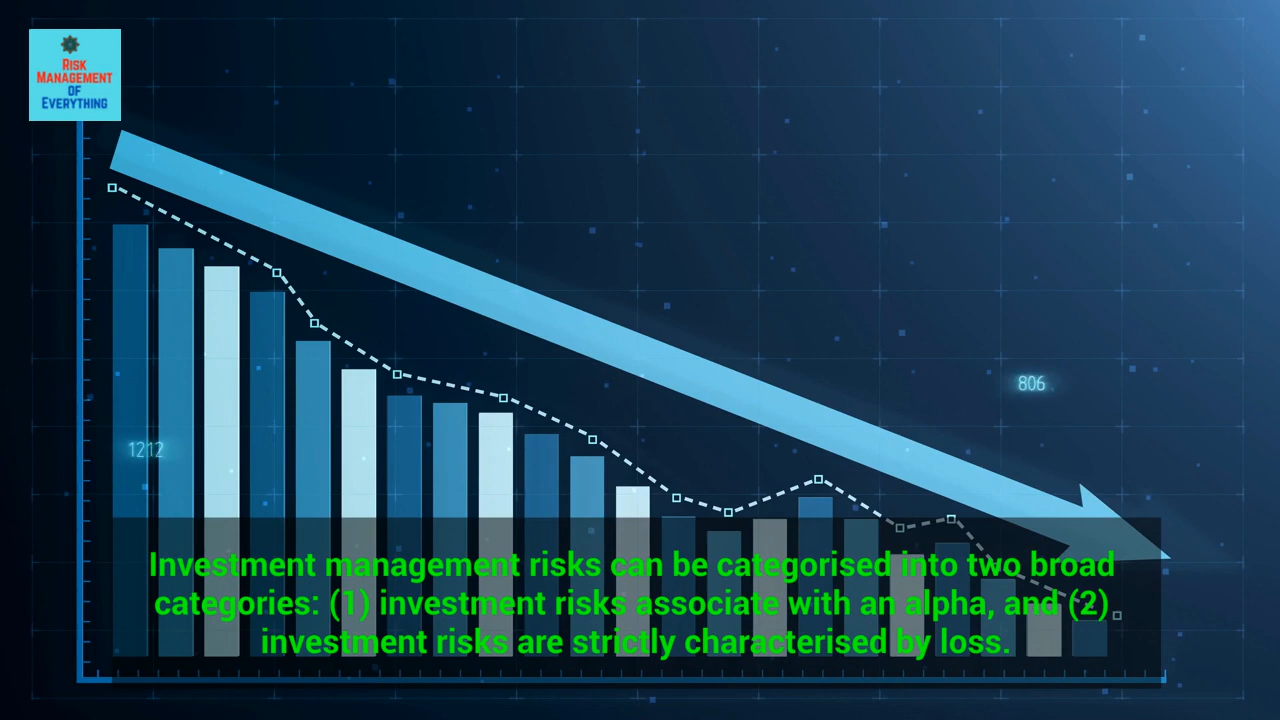 Risk
Management
of
Everything
806
1212
Investment management risks can be categorised into two broad
categories: (1) investment risks associate with an alpha, and (2)
investment risks are strictly characterised by loss.